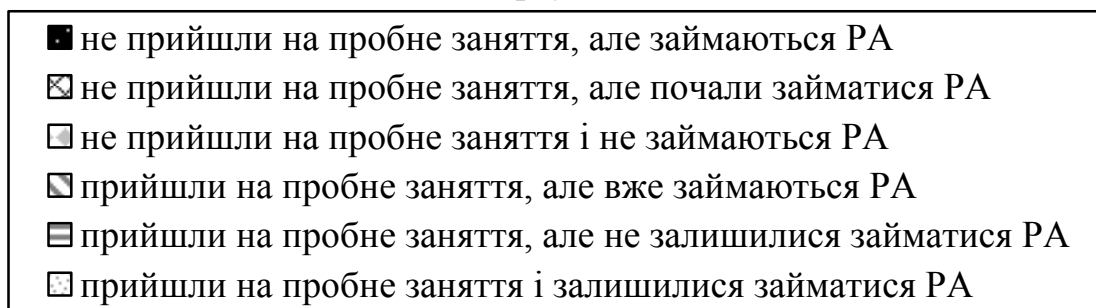 не прийшли на пробне заняття, але займаються РА
не прийшли на пробне заняття, але почали займатися РА
не прийшли на пробне заняття і не займаються РА
прийшли на пробне заняття, але вже займаються РА
прийшли на пробне заняття, але не залишилися займатися РА
прийшли на пробне заняття і залишилися займатися РА